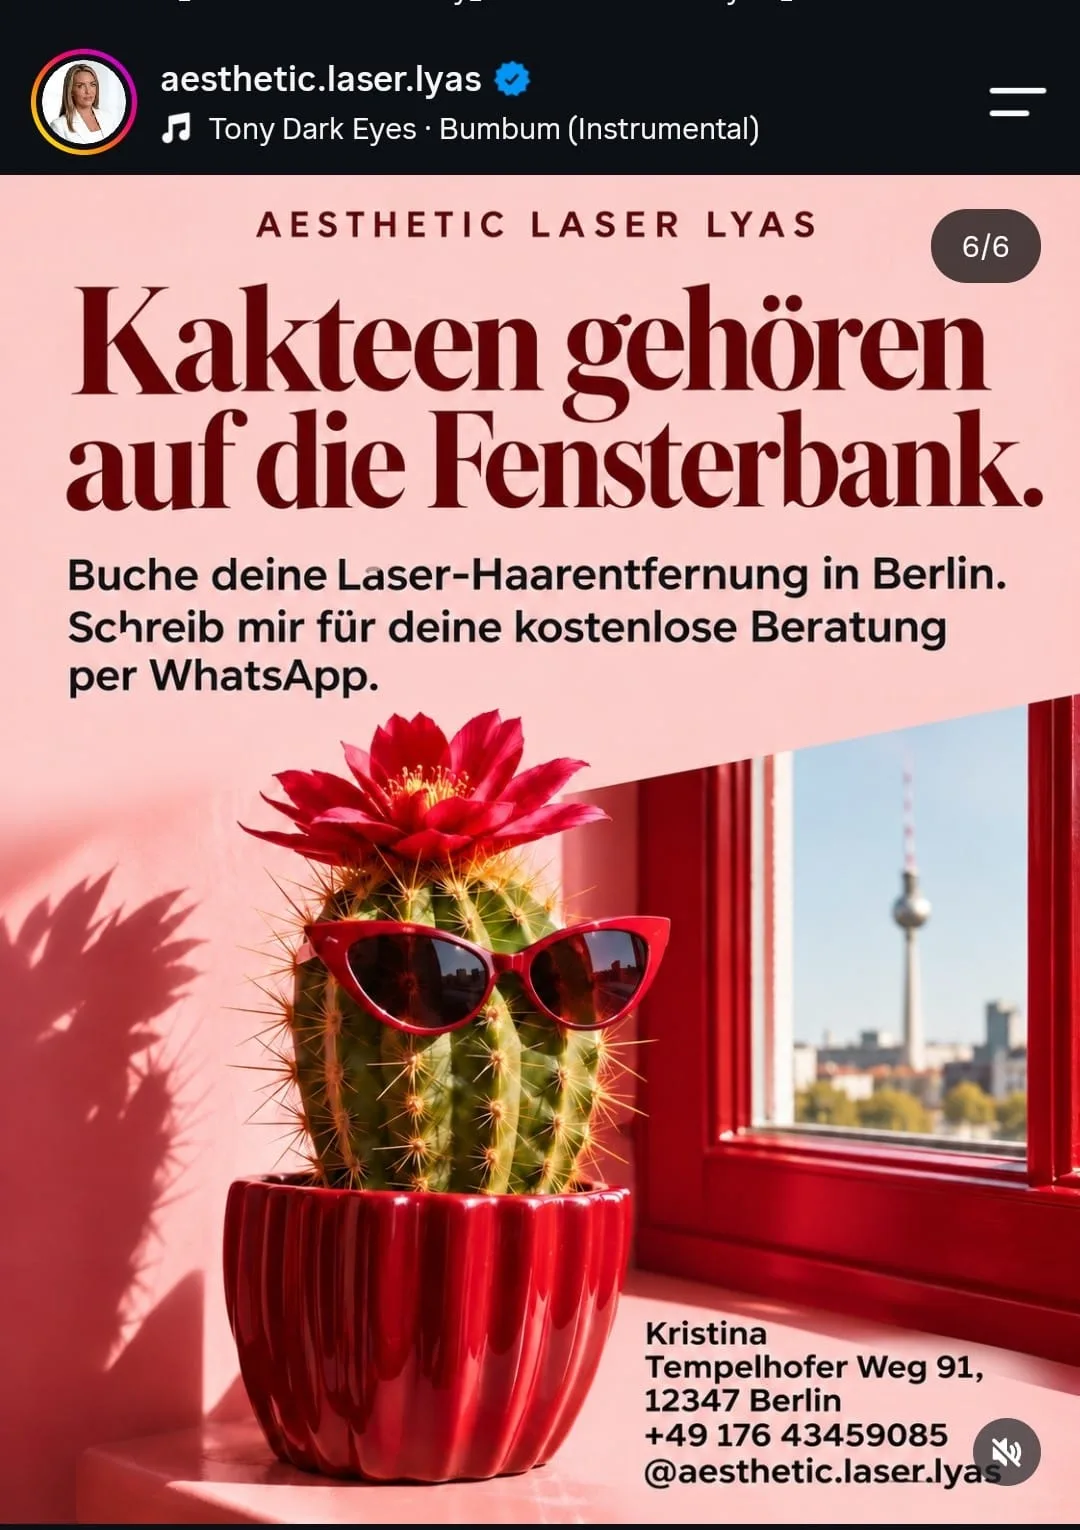 aesthetic.laser.lyas
Tony Dark Eyes · Bumbum (Instrumental)
AESTHETIC LASER LYAS
6/6
Kakteen gehören
auf die Fensterbank.
Buche deine Laser-Haarentfernung in Berlin.
Schreib mir für deine kostenlose Beratung
per WhatsApp.
Kristina
Tempelhofer Weg 91,
12347 Berlin
+49 176 43459085
@aesthetic.laser.lyas